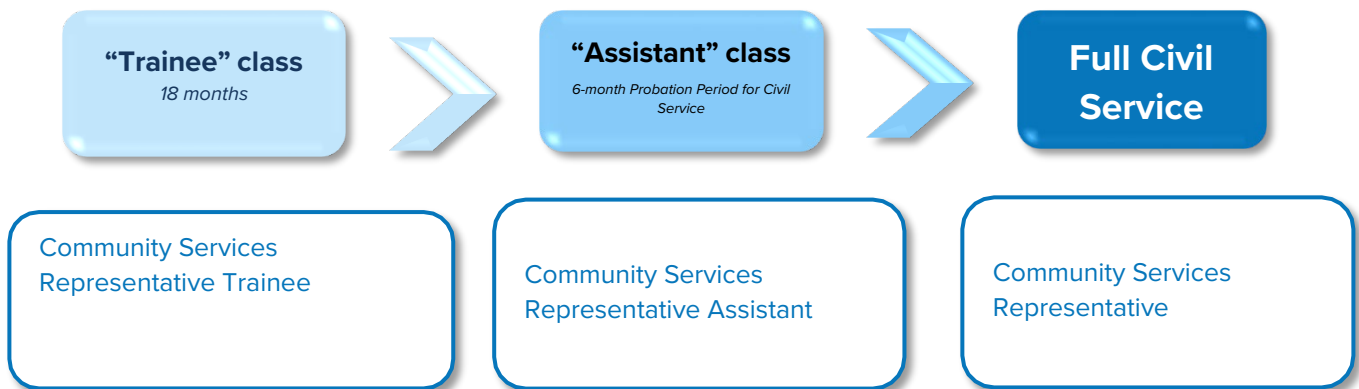 “Trainee” class
18 months
“Assistant” class
6-month Probation Period for Civil
Service
Full Civil
Service
Community Services
Representative Trainee
Community Services
Representative Assistant
Community Services
Representative